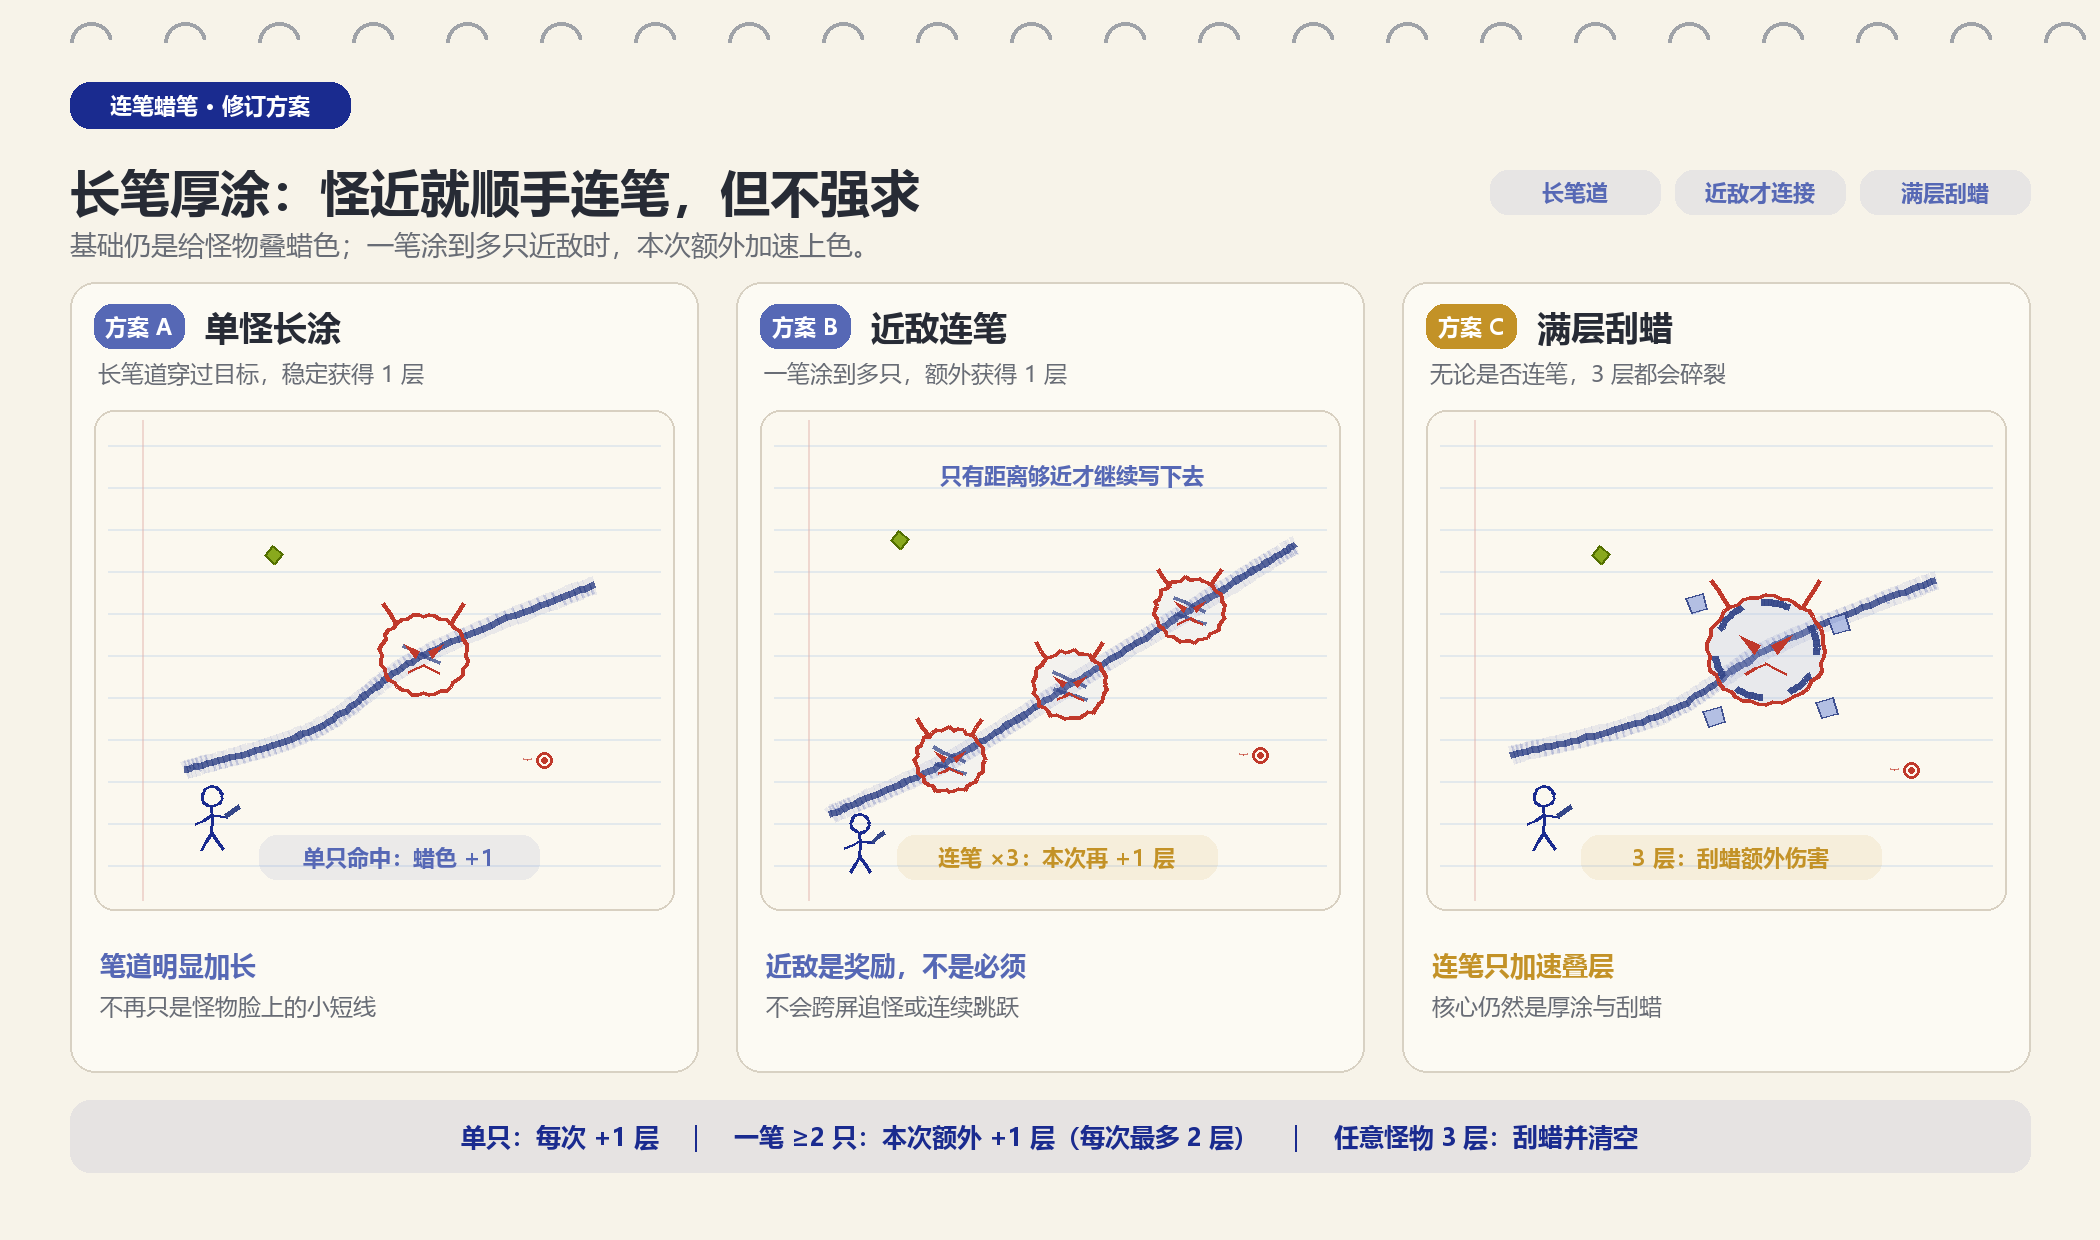 连笔蜡笔·修订方案
长笔厚涂：怪近就顺手连笔，但不强求
长笔道
近敌才连接
满层刮蜡
基础仍是给怪物叠蜡色；一笔涂到多只近敌时，本次额外加速上色。
方案 A
单怪长涂
长笔道穿过目标，稳定获得 1 层
单只命中：蜡色 +1
笔道明显加长
不再只是怪物脸上的小短线
方案 B
近敌连笔
一笔涂到多只，额外获得 1 层
只有距离够近才继续写下去
连笔 ×3：本次再 +1 层
近敌是奖励，不是必须
不会跨屏追怪或连续跳跃
方案 C
满层刮蜡
无论是否连笔，3 层都会碎裂
3 层：刮蜡额外伤害
连笔只加速叠层
核心仍然是厚涂与刮蜡
单只：每次 +1 层 | 一笔 ≥2 只：本次额外 +1 层（每次最多 2 层） | 任意怪物 3 层：刮蜡并清空